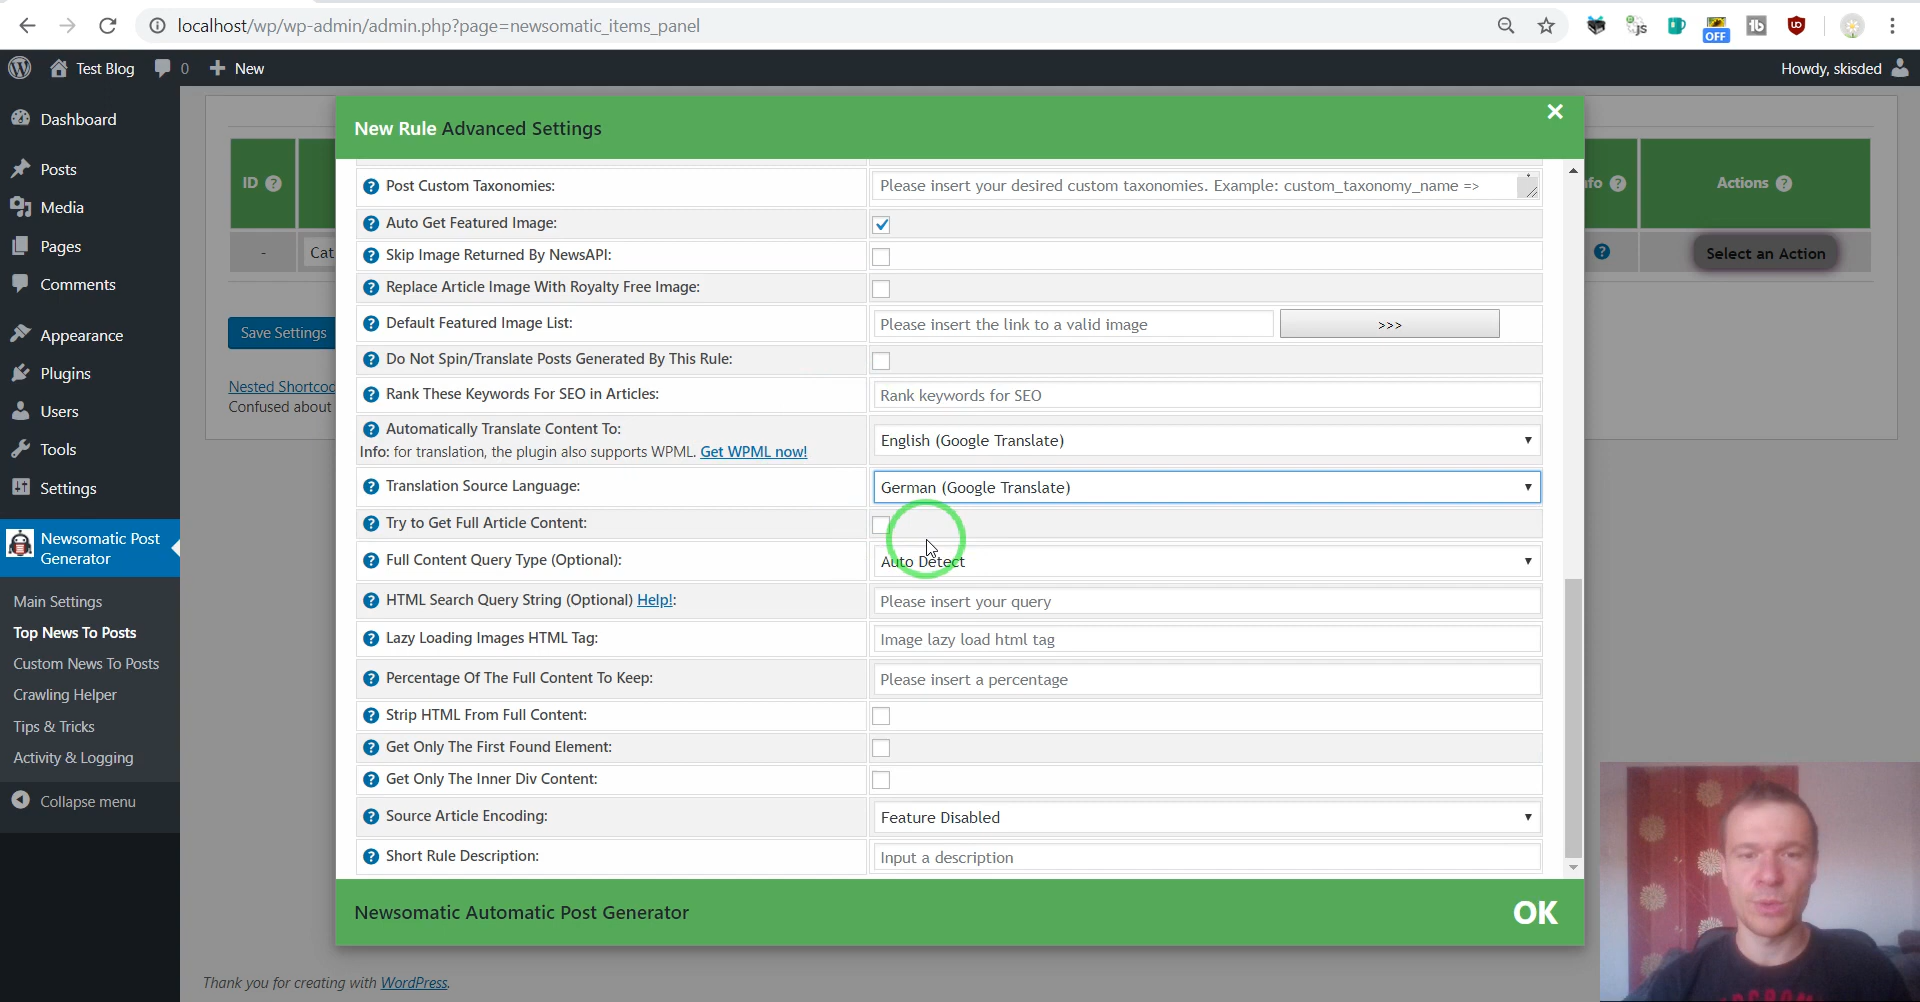 localhost/wp/wp-admin/admin.php?page=newsomatic_items_panel
JS
OFF
Test Blog
0
New
Howdy, skisded
Dashboard
Posts
Media
Pages
Comments
Appearance
Plugins
Users
Tools
Settings
Newsomatic Post
Generator
Main Settings
Top News To Posts
Custom News To Posts
Crawling Helper
Tips & Tricks
Activity & Logging
Collapse menu
ID
-
Cat
Save Settings
Nested Shortcod
Confused about
fo
Actions
Select an Action
New Rule Advanced Settings
Post Custom Taxonomies:
Please insert your desired custom taxonomies. Example: custom_taxonomy_name =>
Auto Get Featured Image:
Skip Image Returned By NewsAPI:
Replace Article Image With Royalty Free Image:
Default Featured Image List:
Please insert the link to a valid image
>>>
Do Not Spin/Translate Posts Generated By This Rule:
Rank These Keywords For SEO in Articles:
Rank keywords for SEO
Automatically Translate Content To:
Info: for translation, the plugin also supports WPML. Get WPML now!
English (Google Translate)
Translation Source Language:
German (Google Translate)
Try to Get Full Article Content:
Full Content Query Type (Optional):
Auto Detect
HTML Search Query String (Optional) Help!:
Please insert your query
Lazy Loading Images HTML Tag:
Image lazy load html tag
Percentage Of The Full Content To Keep:
Please insert a percentage
Strip HTML From Full Content:
Get Only The First Found Element:
Get Only The Inner Div Content:
Source Article Encoding:
Feature Disabled
Short Rule Description:
Input a description
Newsomatic Automatic Post Generator
OK
Thank you for creating with WordPress.